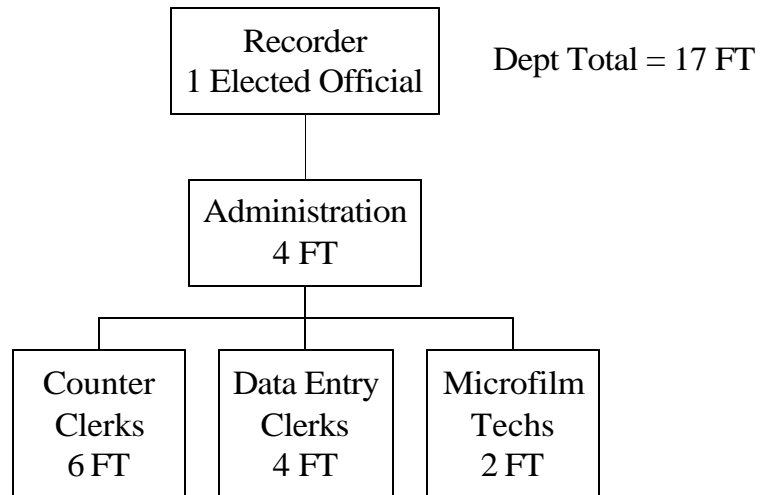 Recorder
1 Elected Official
Dept Total = 17 FT
Administration
4 FT
Counter
Clerks
6 FT
Data Entry
Clerks
4 FT
Microfilm
Techs
2 FT